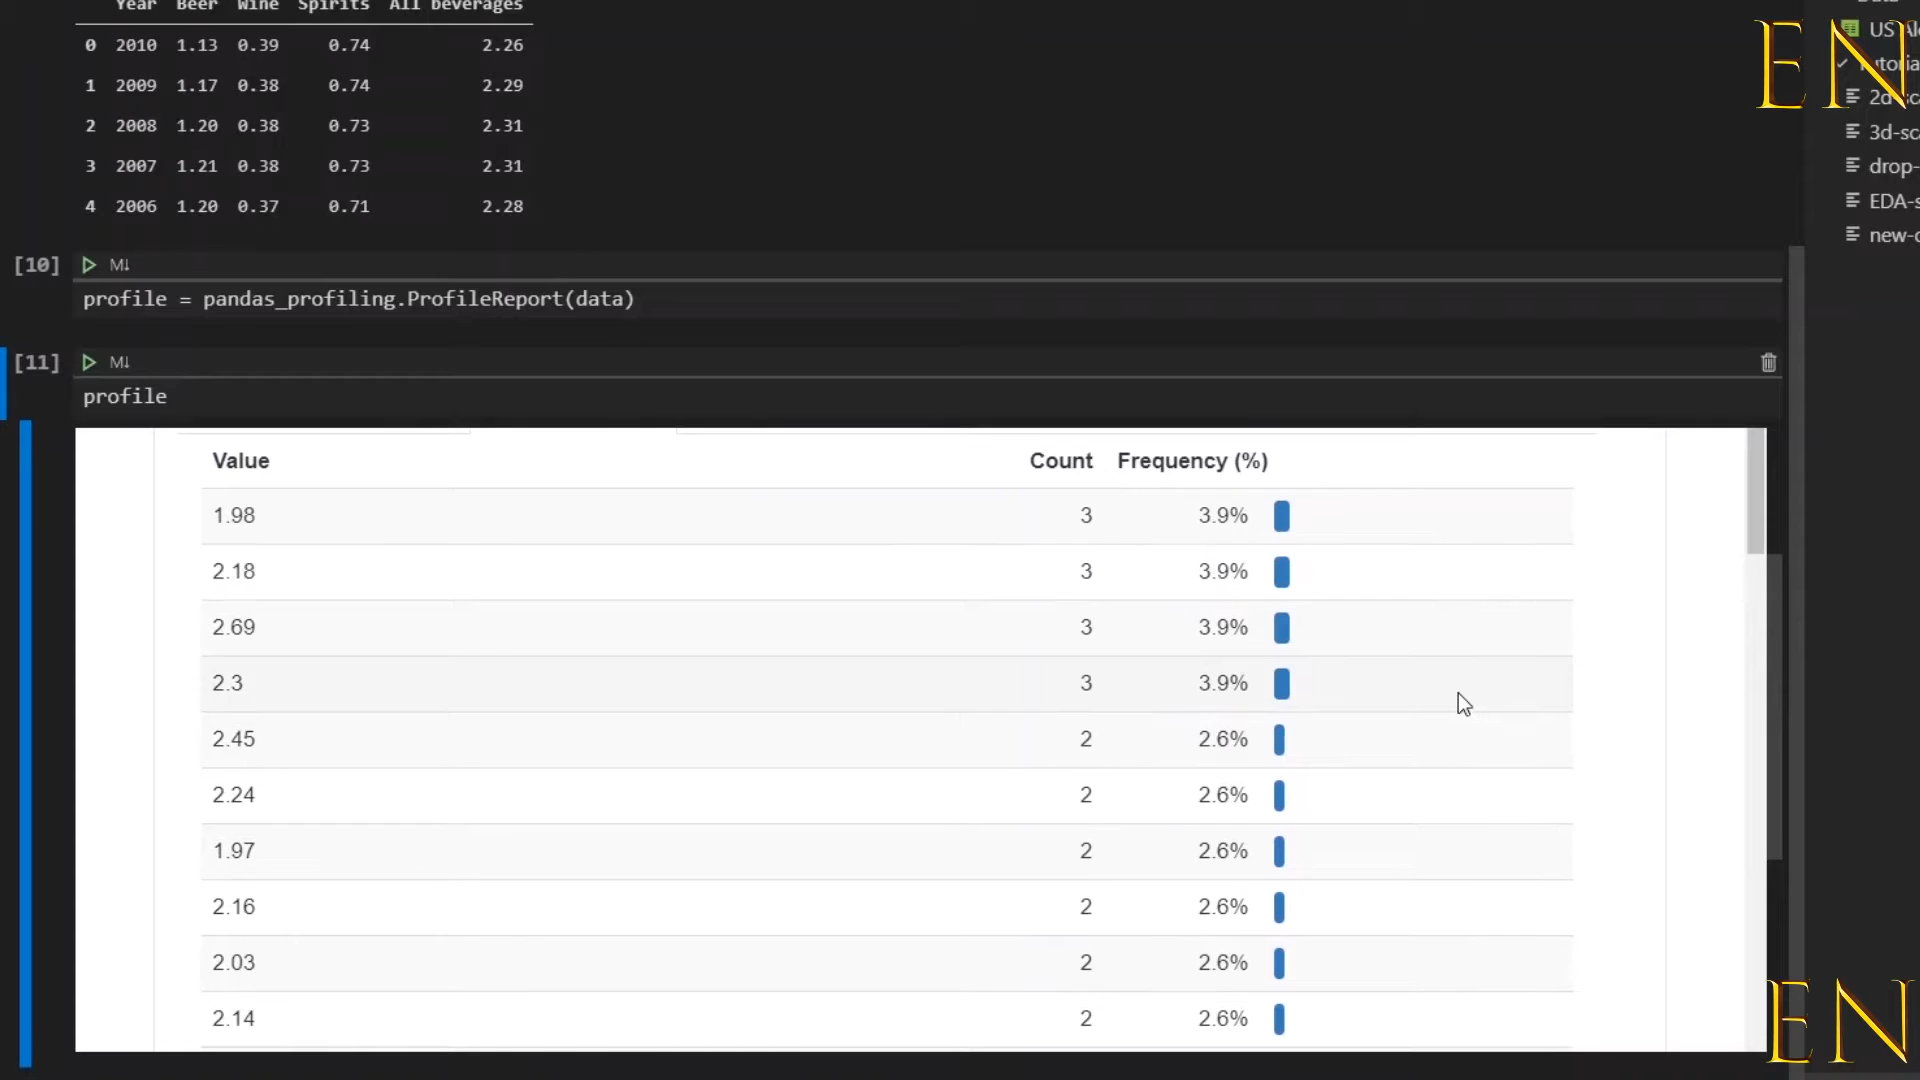 Year Beer Wine Spirits All beverages
0 2010 1.13 0.39 0.74 2.26
1 2009 1.17 0.38 0.74 2.29
2 2008 1.20 0.38 0.73 2.31
3 2007 1.21 0.38 0.73 2.31
4 2006 1.20 0.37 0.71 2.28
[10] M↓
profile = pandas_profiling.ProfileReport(data)
[11] M↓
profile
Value Count Frequency (%)
1.98 3 3.9%
2.18 3 3.9%
2.69 3 3.9%
2.3 3 3.9%
2.45 2 2.6%
2.24 2 2.6%
1.97 2 2.6%
2.16 2 2.6%
2.03 2 2.6%
2.14 2 2.6%
US
EN
3d-sc
drop-
EDA-s
new-
EN